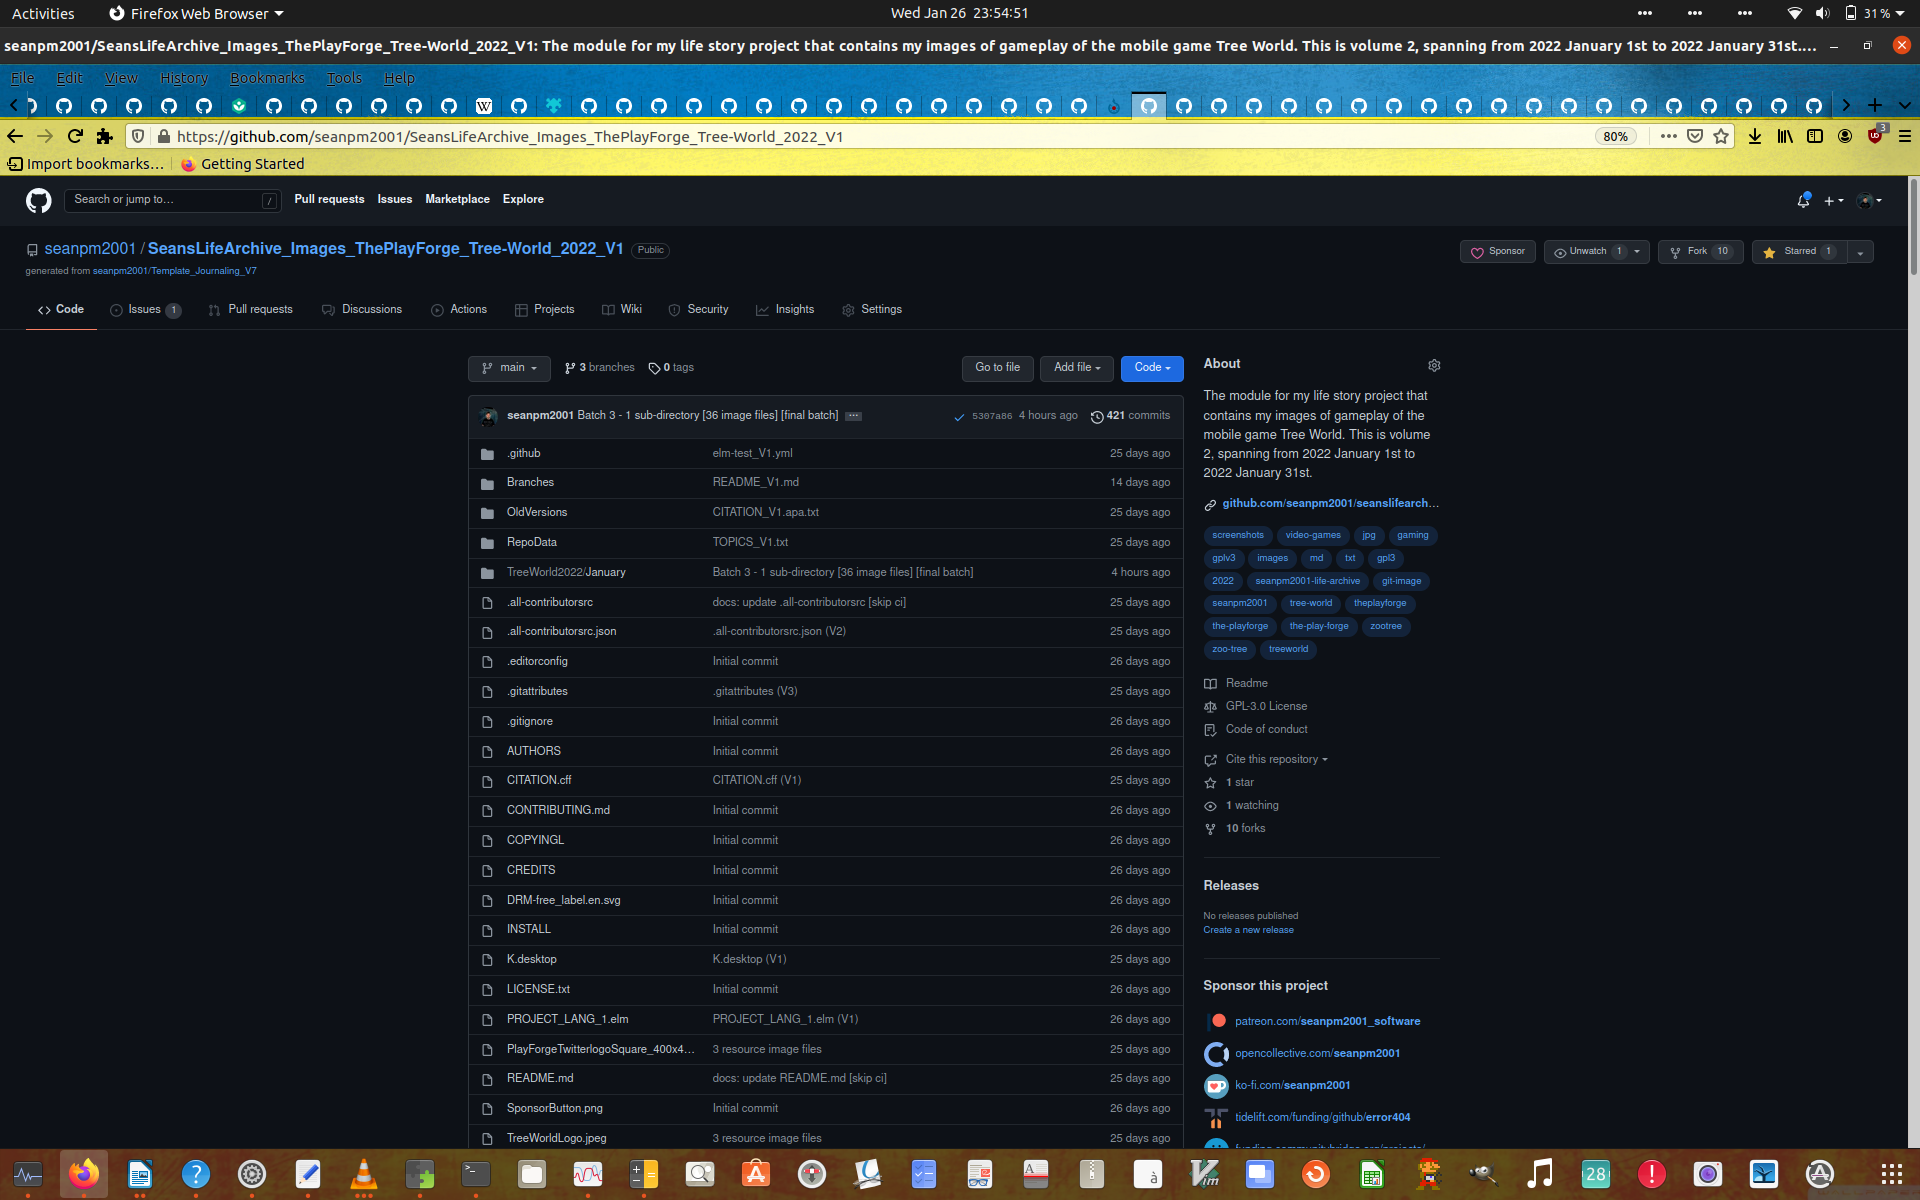 Activities
Firefox Web Browser
Wed Jan 26 23:54:51
31 %
seanpm2001/SeansLifeArchive_Images_ThePlayForge_Tree-World_2022_V1: The module for my life story project that contains my images of gameplay of the mobile game Tree World. This is volume 2, spanning from 2022 January 1st to 2022 January 31st....
File Edit View History Bookmarks Tools Help
https://github.com/seanpm2001/SeansLifeArchive_Images_ThePlayForge_Tree-World_2022_V1
80%
3
Import bookmarks... Getting Started
Search or jump to...
/
Pull requests Issues Marketplace Explore
seanpm2001 / SeansLifeArchive_Images_ThePlayForge_Tree-World_2022_V1 Public
Sponsor Unwatch 1 Fork 10 Starred 1
generated from seanpm2001/Template_Journaling_V7
Code Issues 1 Pull requests Discussions Actions Projects Wiki Security Insights Settings
main 3 branches 0 tags
Go to file Add file Code
seanpm2001 Batch 3 - 1 sub-directory [36 image files] [final batch] ... 5307a86 4 hours ago 421 commits
.github elm-test_V1.yml 25 days ago
Branches README_V1.md 14 days ago
OldVersions CITATION_V1.apa.txt 25 days ago
RepoData TOPICS_V1.txt 25 days ago
TreeWorld2022/January Batch 3 - 1 sub-directory [36 image files] [final batch] 4 hours ago
.all-contributorsrc docs: update .all-contributorsrc [skip ci] 25 days ago
.all-contributorsrc.json .all-contributorsrc.json (V2) 25 days ago
.editorconfig Initial commit 26 days ago
.gitattributes .gitattributes (V3) 25 days ago
.gitignore Initial commit 26 days ago
AUTHORS Initial commit 26 days ago
CITATION.cff CITATION.cff (V1) 25 days ago
CONTRIBUTING.md Initial commit 26 days ago
COPYINGL Initial commit 26 days ago
CREDITS Initial commit 26 days ago
DRM-free_label.en.svg Initial commit 26 days ago
INSTALL Initial commit 26 days ago
K.desktop K.desktop (V1) 25 days ago
LICENSE.txt Initial commit 26 days ago
PROJECT_LANG_1.elm PROJECT_LANG_1.elm (V1) 26 days ago
PlayForgeTwitterlogoSquare_400x4... 3 resource image files 25 days ago
README.md docs: update README.md [skip ci] 25 days ago
SponsorButton.png Initial commit 26 days ago
TreeWorldLogo.jpeg 3 resource image files 25 days ago
About
The module for my life story project that
contains my images of gameplay of the
mobile game Tree World. This is volume
2, spanning from 2022 January 1st to
2022 January 31st.
github.com/seanpm2001/seanslifearch...
screenshots video-games jpg gaming
gplv3 images md txt gpl3
2022 seanpm2001-life-archive git-image
seanpm2001 tree-world theplayforge
the-playforge the-play-forge zootree
zoo-tree treeworld
Readme
GPL-3.0 License
Code of conduct
Cite this repository
1 star
1 watching
10 forks
Releases
No releases published
Create a new release
Sponsor this project
patreon.com/seanpm2001_software
opencollective.com/seanpm2001
ko-fi.com/seanpm2001
tidelift.com/funding/github/error404
28